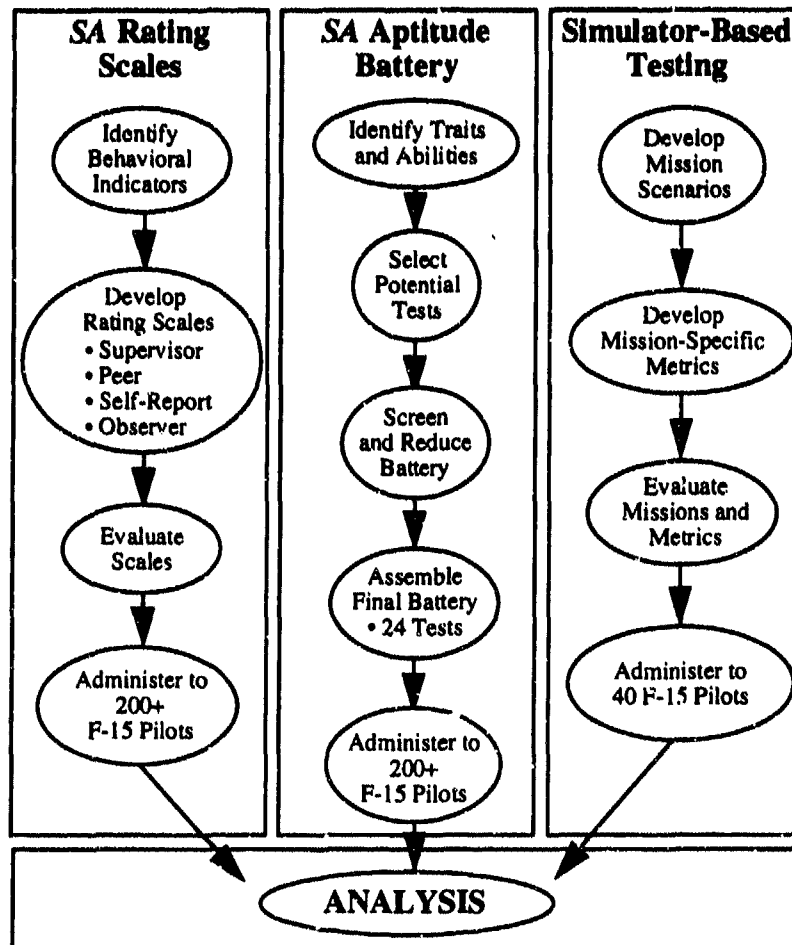 SA Rating
Scales
Identify
Behavioral
Indicators
Develop
Rating Scales
• Supervisor
• Peer
• Self-Report
• Observer
Evaluate
Scales
Administer to
200+
F-15 Pilots
SA Aptitude
Battery
Identify Traits
and Abilities
Select
Potential
Tests
Screen
and Reduce
Battery
Assemble
Final Battery
• 24 Tests
Administer to
200+
F-15 Pilots
Simulator-Based
Testing
Develop
Mission
Scenarios
Develop
Mission-Specific
Metrics
Evaluate
Missions and
Metrics
Administer to
40 F-15 Pilots
ANALYSIS